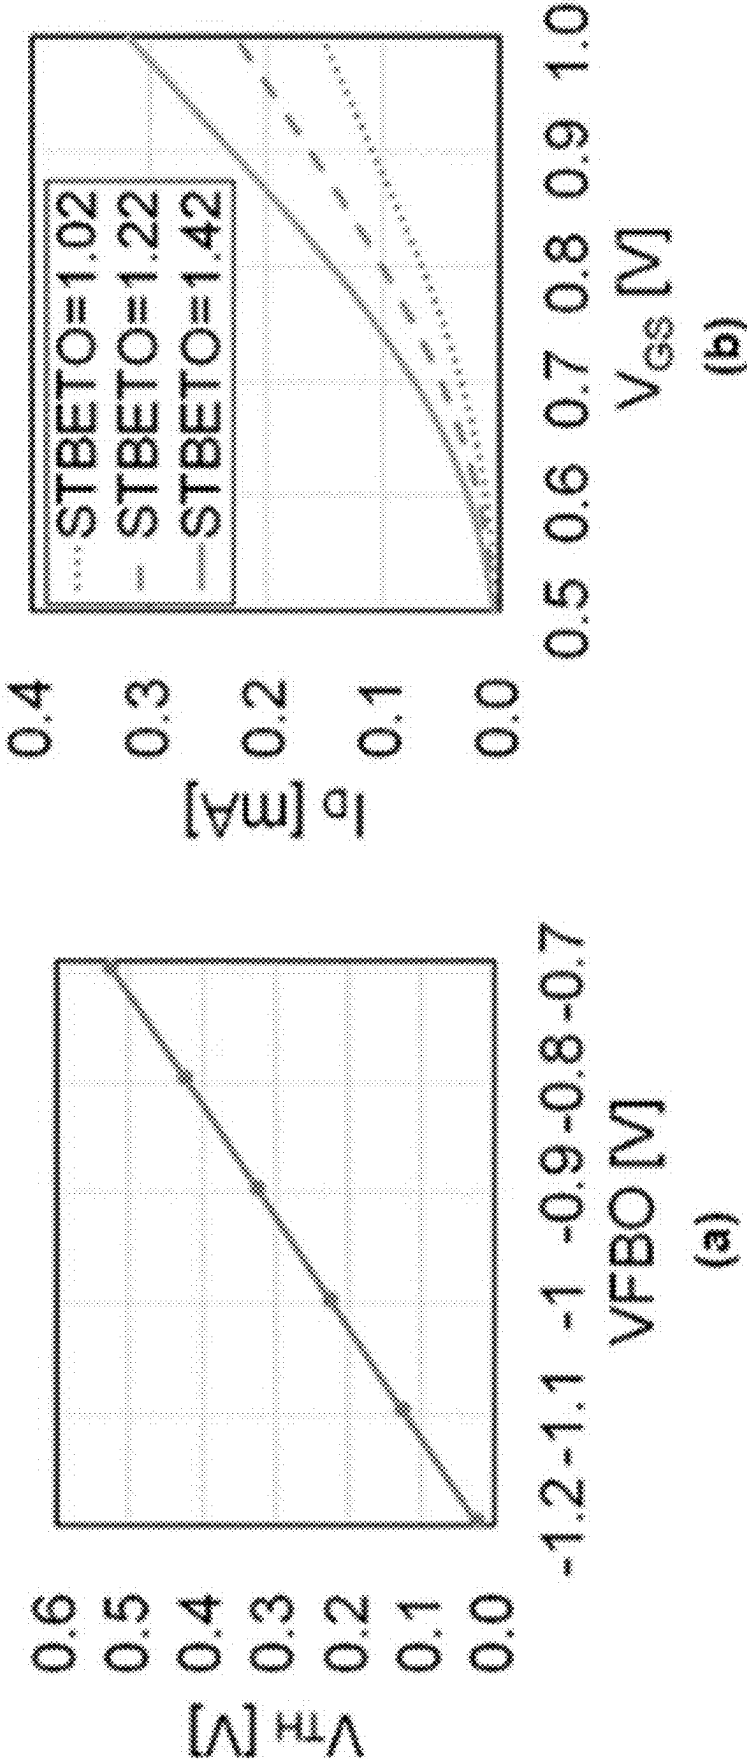 V_TH [V]
0.6
0.5
0.4
0.3
0.2
0.1
0.0
-1.2 -1.1 -1 -0.9 -0.8 -0.7
VFBO [V]
(a)
I_D [mA]
0.4
0.3
0.2
0.1
0.0
STBETO=1.02
STBETO=1.22
STBETO=1.42
0.5 0.6 0.7 0.8 0.9 1.0
V_GS [V]
(b)